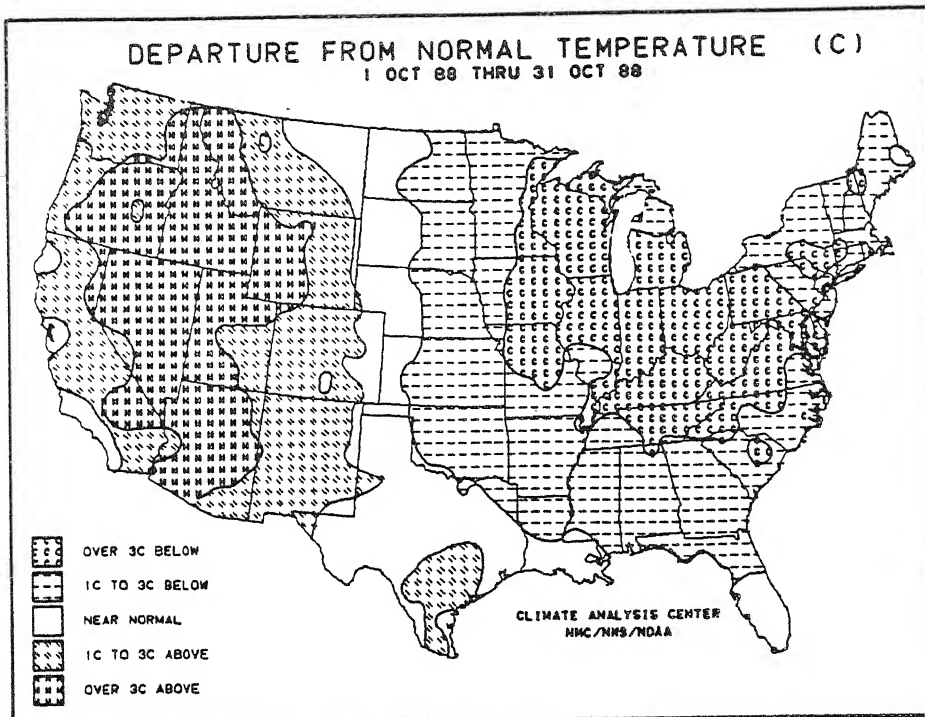 DEPARTURE FROM NORMAL TEMPERATURE (C)
1 OCT 88 THRU 31 OCT 88
OVER 3C BELOW
1C TO 3C BELOW
NEAR NORMAL
1C TO 3C ABOVE
OVER 3C ABOVE
CLIMATE ANALYSIS CENTER
NMC/NWS/NOAA